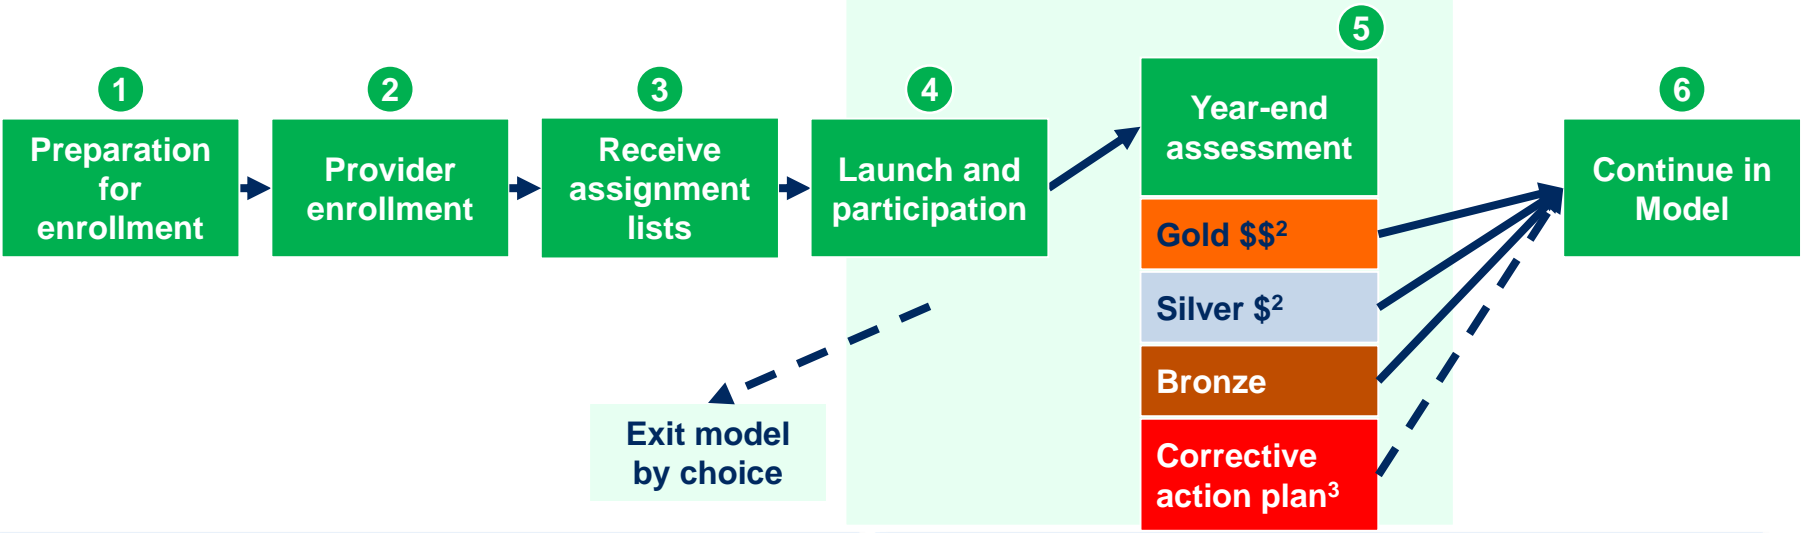 1
Preparation
for
enrollment
2
Provider
enrollment
3
Receive
assignment
lists
4
Launch and
participation
5
Year-end
assessment
Gold $$²
Silver $²
Bronze
Corrective
action plan³
6
Continue in
Model
Exit model
by choice